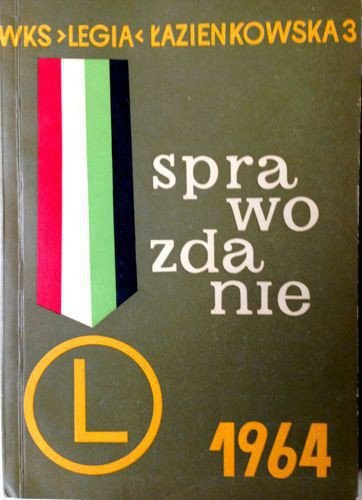 WKS >LEGIA< ŁAZIENKOWSKA 3
spra
wo
zda
nie
L
1964